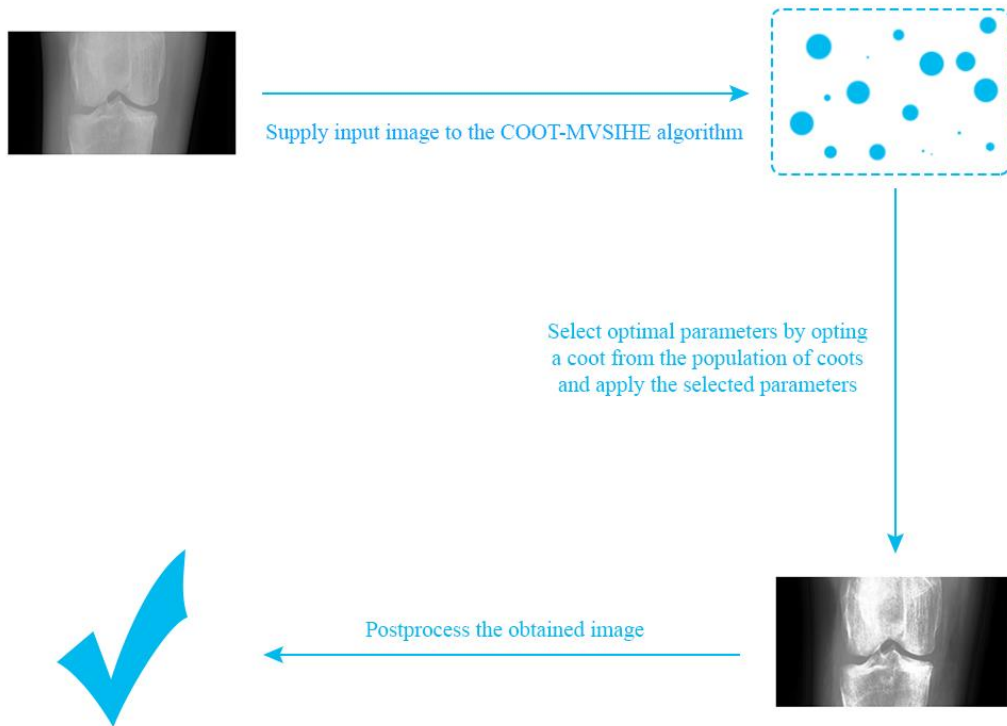 Supply input image to the COOT-MVSIHE algorithm
Select optimal parameters by opting
a coot from the population of coots
and apply the selected parameters
Postprocess the obtained image